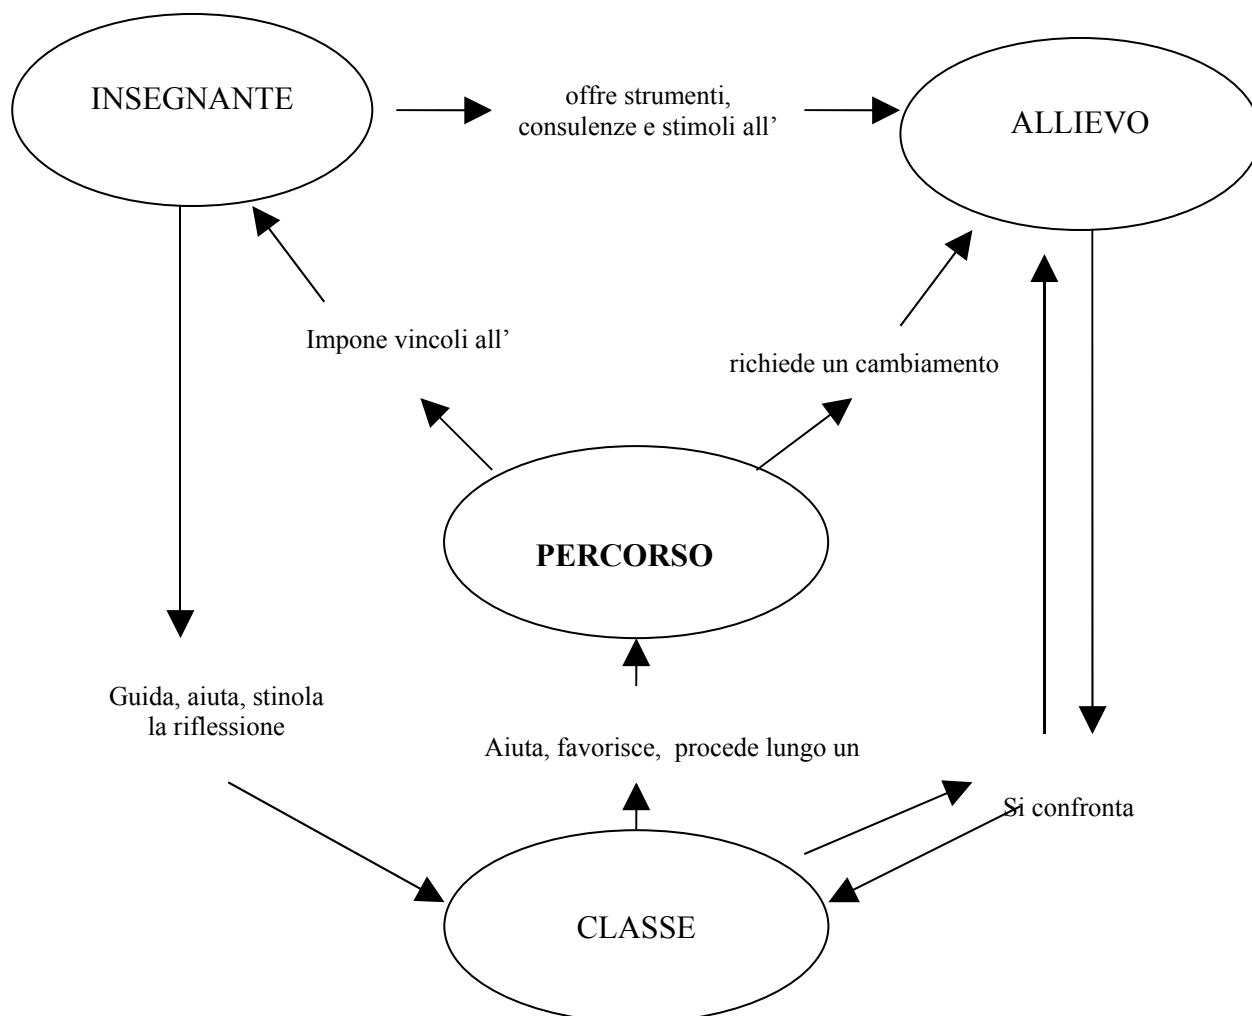 INSEGNANTE
offre strumenti,
consulenze e stimoli all’
ALLIEVO
Impone vincoli all’
richiede un cambiamento
PERCORSO
Guida, aiuta, stinola
la riflessione
Aiuta, favorisce,  procede lungo un
Si confronta
CLASSE